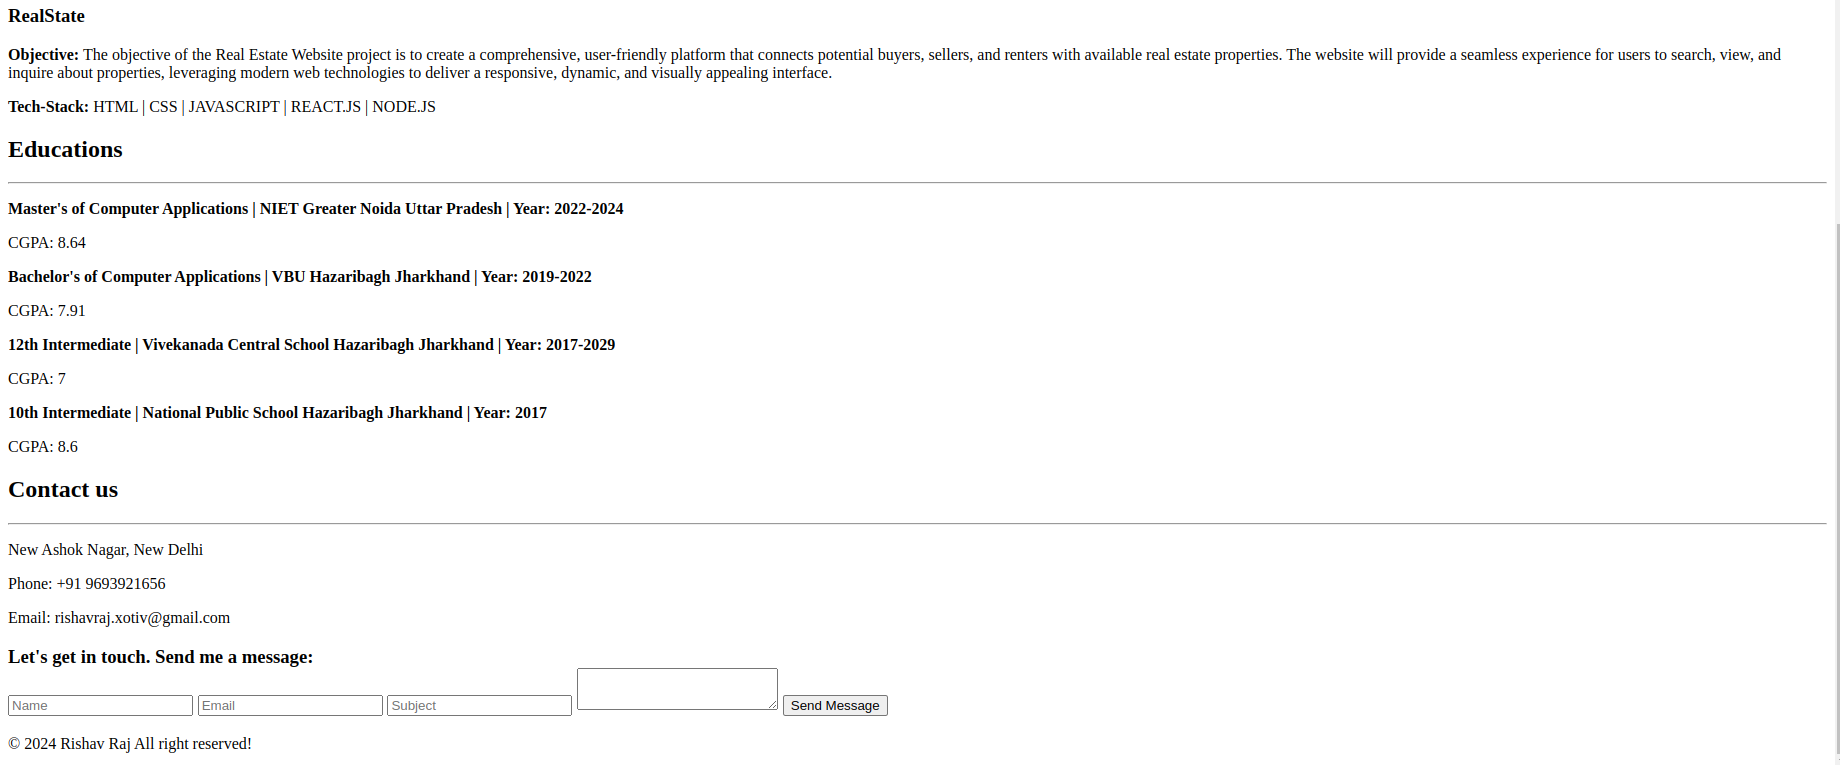 RealState
Objective: The objective of the Real Estate Website project is to create a comprehensive, user-friendly platform that connects potential buyers, sellers, and renters with available real estate properties. The website will provide a seamless experience for users to search, view, and
inquire about properties, leveraging modern web technologies to deliver a responsive, dynamic, and visually appealing interface.
Tech-Stack: HTML | CSS | JAVASCRIPT | REACT.JS | NODE.JS
Educations
Master's of Computer Applications | NIET Greater Noida Uttar Pradesh | Year: 2022-2024
CGPA: 8.64
Bachelor's of Computer Applications | VBU Hazaribagh Jharkhand | Year: 2019-2022
CGPA: 7.91
12th Intermediate | Vivekanada Central School Hazaribagh Jharkhand | Year: 2017-2029
CGPA: 7
10th Intermediate | National Public School Hazaribagh Jharkhand | Year: 2017
CGPA: 8.6
Contact us
New Ashok Nagar, New Delhi
Phone: +91 9693921656
Email: rishavraj.xotiv@gmail.com
Let's get in touch. Send me a message:
Name Email Subject Send Message
© 2024 Rishav Raj All right reserved!